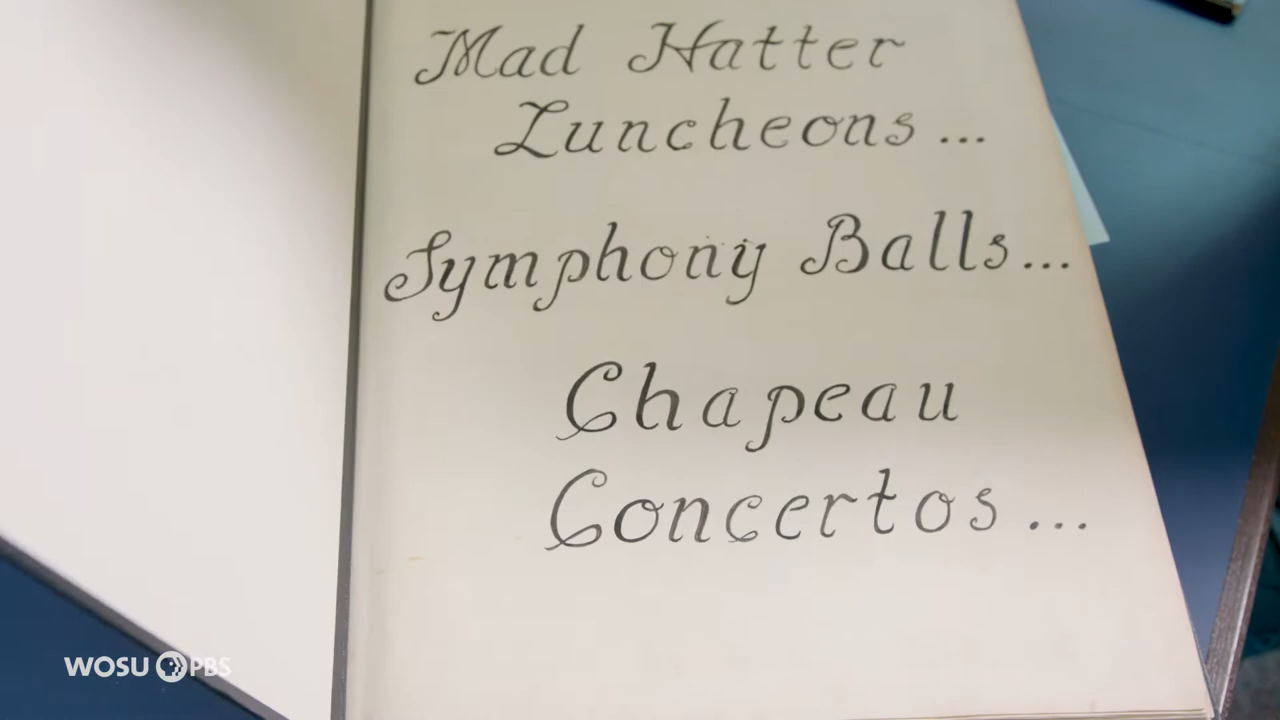 Mad Hatter
Luncheons...
Symphony Balls...
Chapeau
Concertos...
WOSU PBS